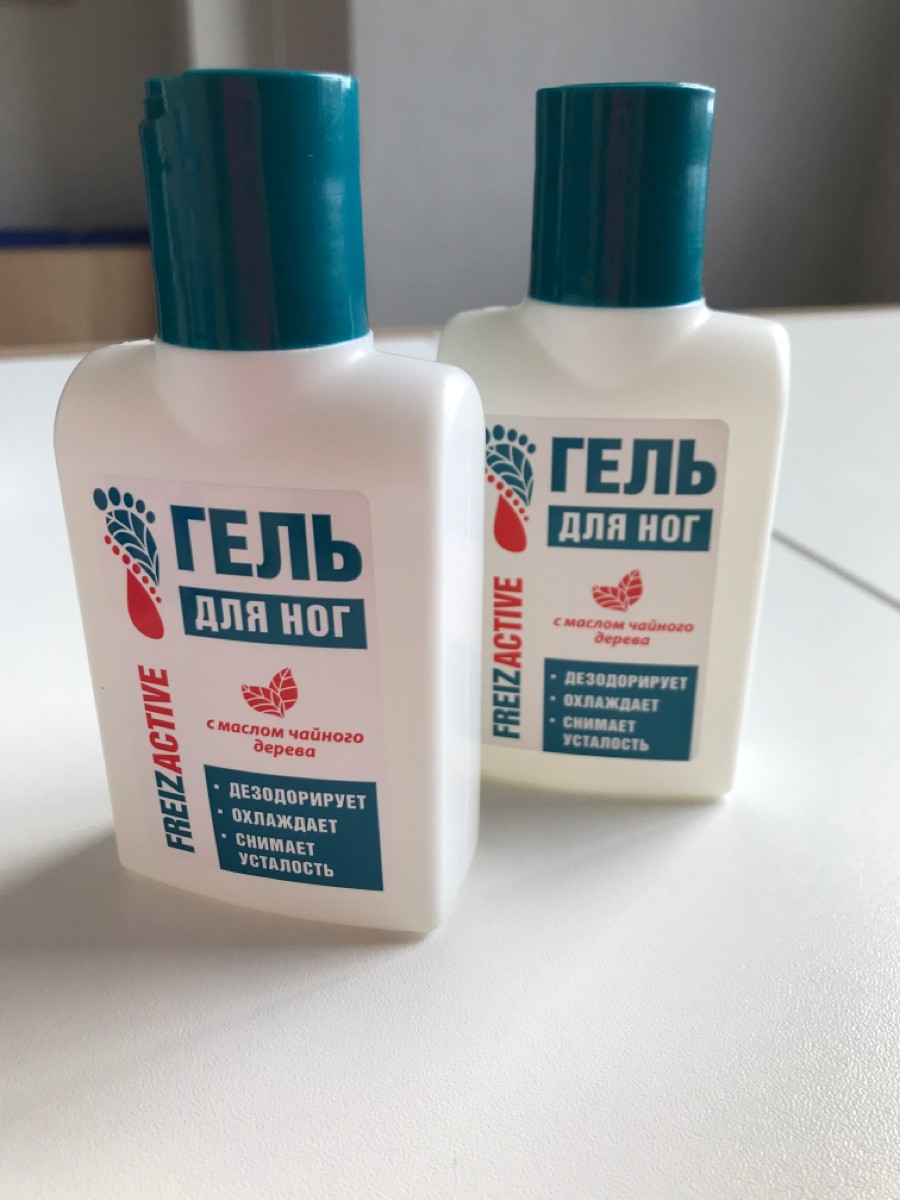 ГЕЛЬ
ДЛЯ НОГ
FREIZACTIVE
с маслом чайного
дерева
• ДЕЗОДОРИРУЕТ
• ОХЛАЖДАЕТ
• СНИМАЕТ
УСТАЛОСТЬ
ГЕЛЬ
ДЛЯ НОГ
FREIZACTIVE
с маслом чайного
дерева
• ДЕЗОДОРИРУЕТ
• ОХЛАЖДАЕТ
• СНИМАЕТ
УСТАЛОСТЬ